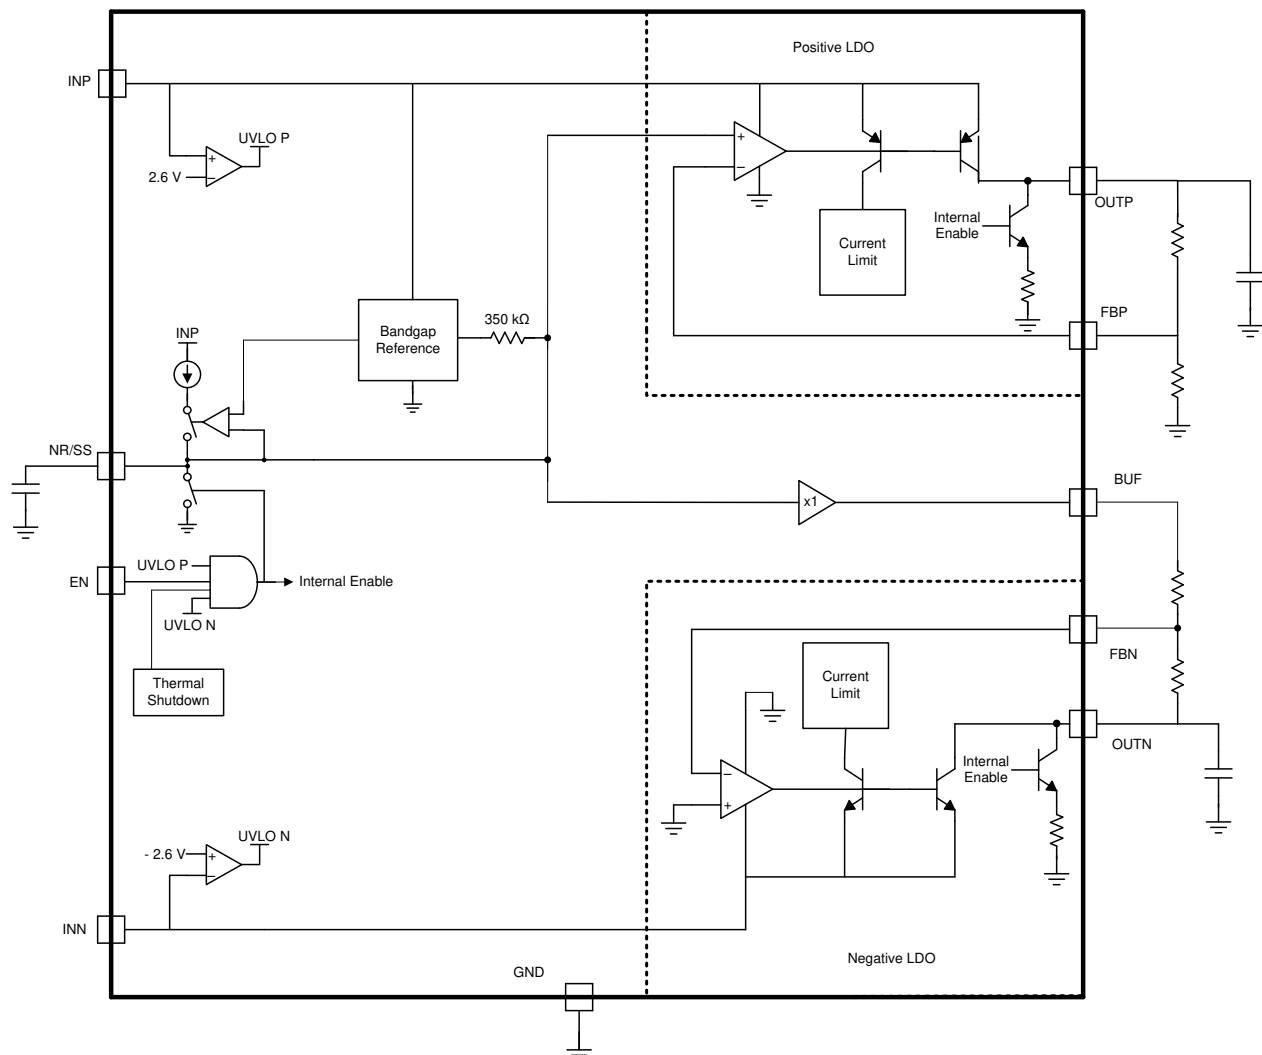 Positive LDO
INP
UVLO P
+
2.6 V
−
+
−
OUTP
Internal
Enable
Current
Limit
FBP
350 kΩ
Bandgap
Reference
INP
NR/SS
BUF
x1
UVLO P
EN
Internal Enable
UVLO N
FBN
Thermal
Shutdown
Current
Limit
OUTN
Internal
Enable
−
+
UVLO N
- 2.6 V
+
−
INN
Negative LDO
GND